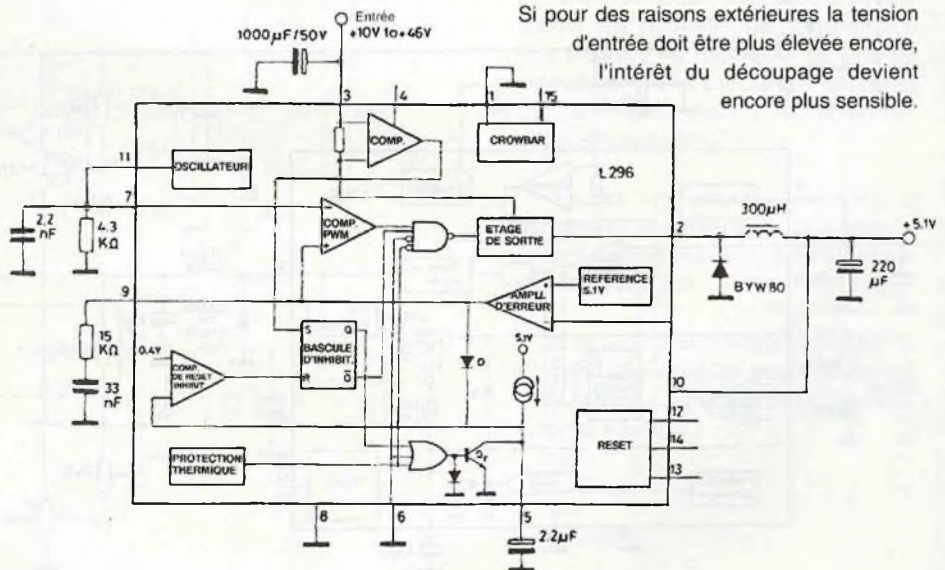 Si pour des raisons extérieures la tension
d'entrée doit être plus élevée encore,
l'intérêt du découpage devient
encore plus sensible.
Entrée
+10V to+46V
1000µF/50V
3
4
1
15
COMP.
CROWBAR
L296
11
OSCILLATEUR
7
2,2
nF
4.3
KΩ
COMP.
PWM
ETAGE
DE SORTIE
2
300µH
+5.1V
BYW80
220
µF
REFERENCE
5.1V
AMPLI.
D'ERREUR
9
15
KΩ
33
nF
0.4V
COMP.
DE RESET
INHIBIT.
S Q
BASCULE
D'INHIBIT.
R Q̅
D
5.1V
10
12
14
13
RESET
PROTECTION
THERMIQUE
8
6
5
2.2µF